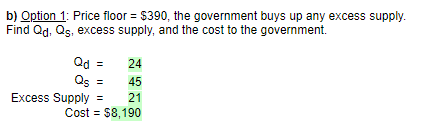 b) Option 1: Price floor = $390, the government buys up any excess supply.
Find Qd, Qs, excess supply, and the cost to the government.
Qd = 24
Qs = 45
Excess Supply = 21
Cost = $8,190